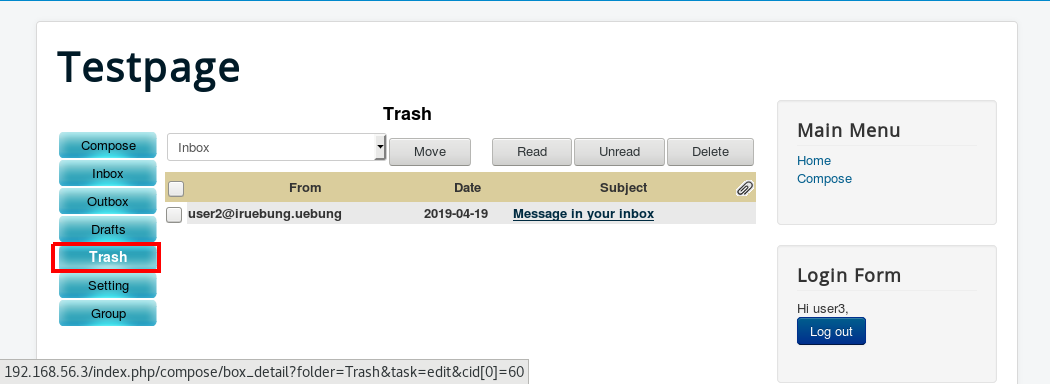 Testpage
Trash
Compose
Inbox
Outbox
Drafts
Trash
Setting
Group
Inbox
Move
Read
Unread
Delete
From Date Subject
user2@iruebung.uebung 2019-04-19 Message in your inbox
Main Menu
Home
Compose
Login Form
Hi user3,
Log out
192.168.56.3/index.php/compose/box_detail?folder=Trash&task=edit&cid[0]=60